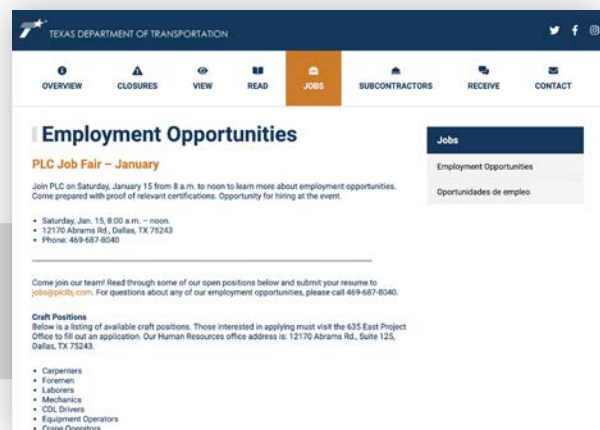 TEXAS DEPARTMENT OF TRANSPORTATION
OVERVIEW
CLOSURES
VIEW
READ
JOBS
SUBCONTRACTORS
RECEIVE
CONTACT
Employment Opportunities
PLC Job Fair – January
Join PLC on Saturday, January 15 from 8 a.m. to noon to learn more about employment opportunities.
Come prepared with proof of relevant certifications. Opportunity for hiring at the event.
• Saturday, Jan. 15, 8:00 a.m. – noon.
• 12170 Abrams Rd., Dallas, TX 75243
• Phone: 469-687-8040
Come join our team! Read through some of our open positions below and submit your resume to
jobs@plcibj.com. For questions about any of our employment opportunities, please call 469-687-8040.
Craft Positions
Below is a listing of available craft positions. Those interested in applying must visit the 635 East Project
Office to fill out an application. Our Human Resources office address is: 12170 Abrams Rd., Suite 125,
Dallas, TX 75243.
• Carpenters
• Foremen
• Laborers
• Mechanics
• CDL Drivers
• Equipment Operators
• Crane Operators
Jobs
Employment Opportunities
Oportunidades de empleo